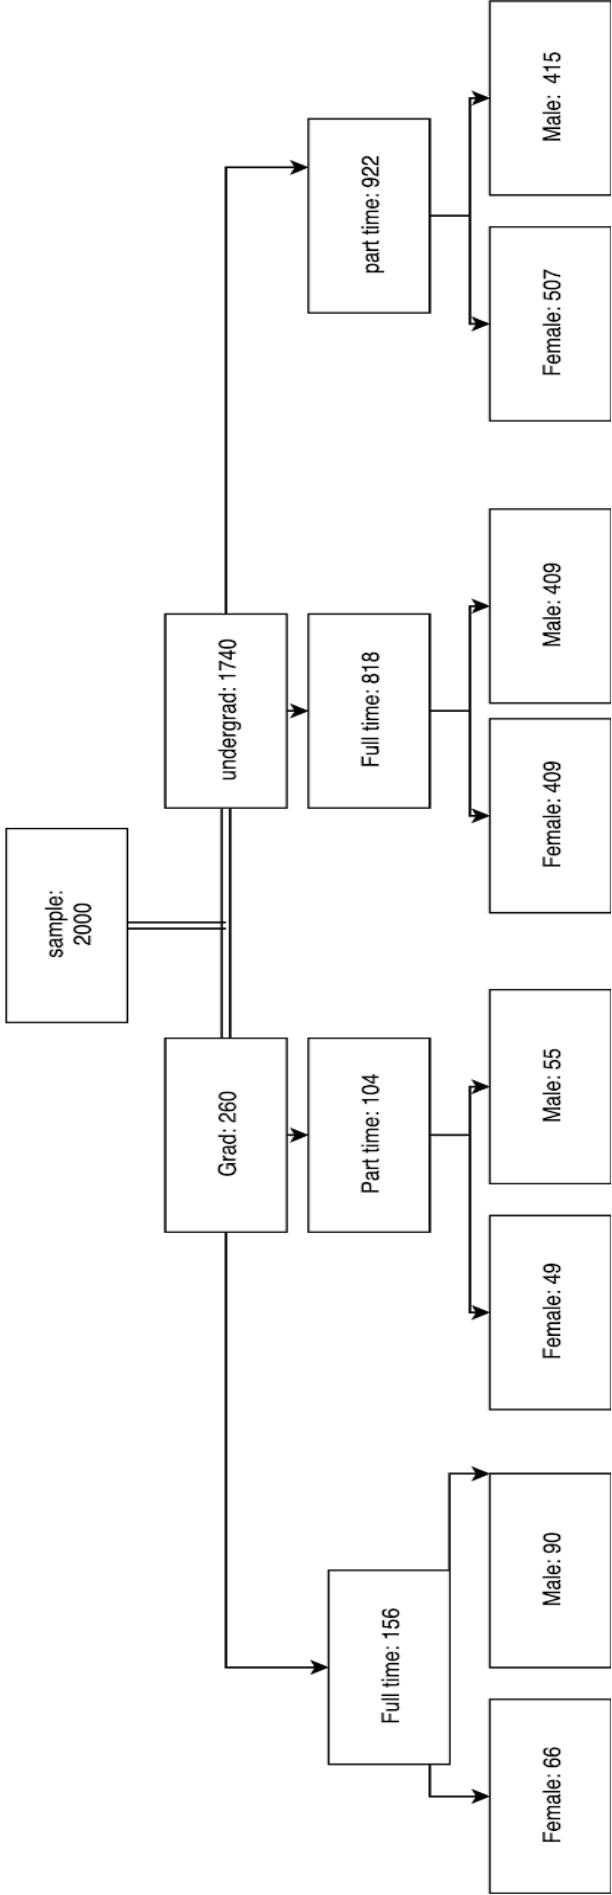 sample:
2000
Grad: 260
undergrad: 1740
Full time: 156
Part time: 104
Full time: 818
part time: 922
Female: 66
Male: 90
Female: 49
Male: 55
Female: 409
Male: 409
Female: 507
Male:  415